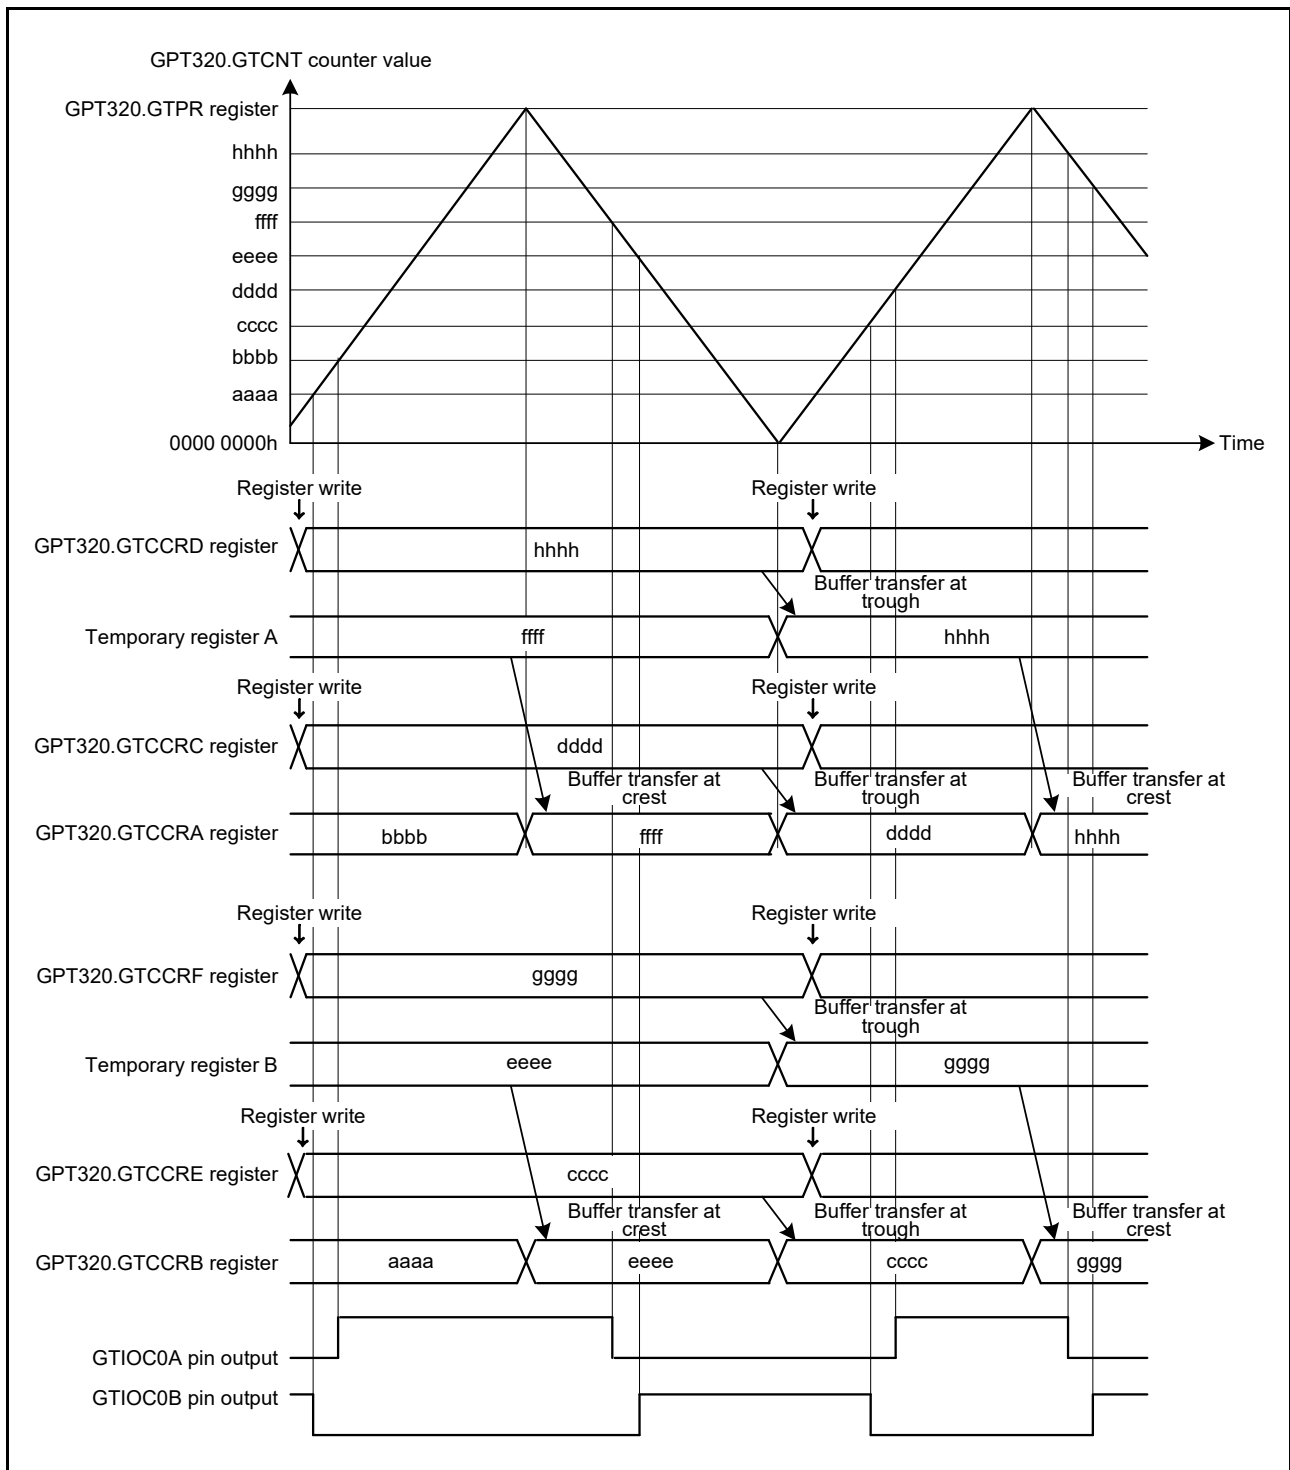 GPT320.GTCNT counter value
GPT320.GTPR register
hhhh
gggg
ffff
eeee
dddd
cccc
bbbb
aaaa
0000 0000h
Time
Register write
Register write
GPT320.GTCCRD register
hhhh
Buffer transfer at
trough
Temporary register A
ffff
hhhh
Register write
Register write
GPT320.GTCCRC register
dddd
Buffer transfer at
crest
Buffer transfer at
trough
Buffer transfer at
crest
GPT320.GTCCRA register
bbbb
ffff
dddd
hhhh
Register write
Register write
GPT320.GTCCRF register
gggg
Buffer transfer at
trough
Temporary register B
eeee
gggg
Register write
Register write
GPT320.GTCCRE register
cccc
Buffer transfer at
crest
Buffer transfer at
trough
Buffer transfer at
crest
GPT320.GTCCRB register
aaaa
eeee
cccc
gggg
GTIOC0A pin output
GTIOC0B pin output